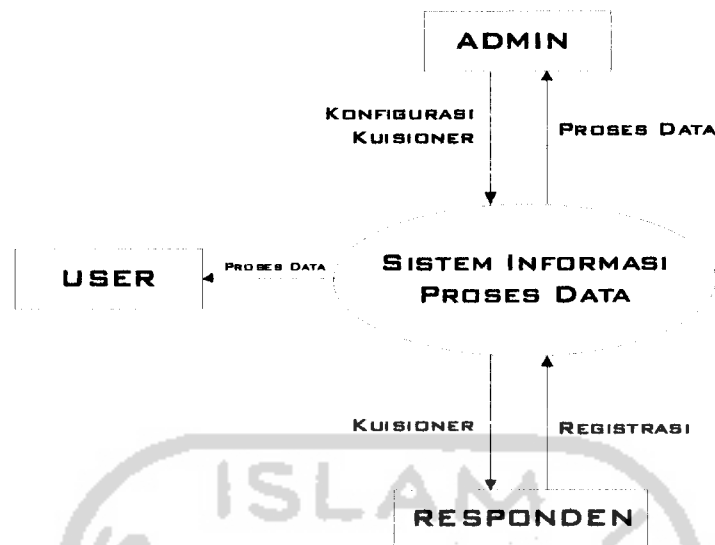 ADMIN
KONFIGURASI
KUISIONER
PROSES DATA
USER
PROSES DATA
SISTEM INFORMASI
PROSES DATA
KUISIONER
REGISTRASI
ISLAM
RESPONDEN